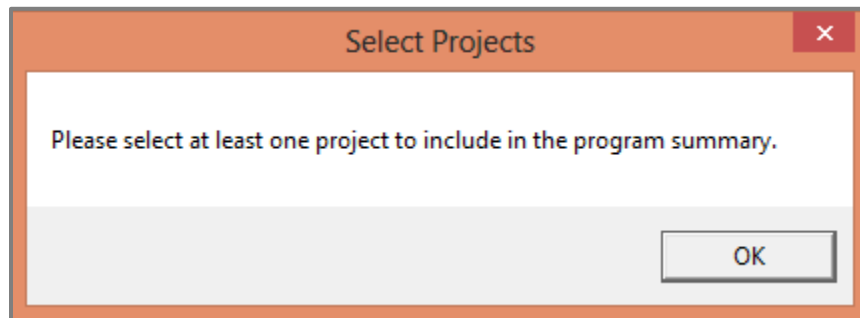 Select Projects
Please select at least one project to include in the program summary.
OK